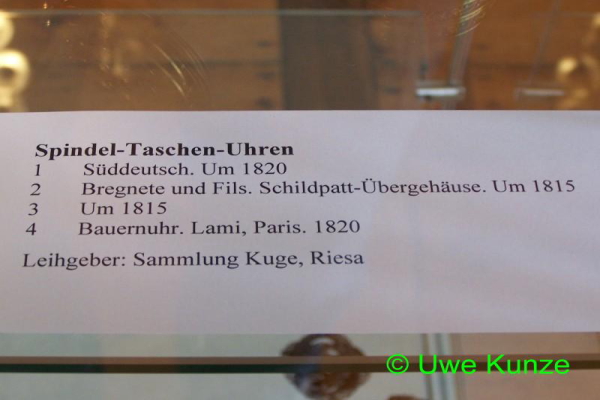 Spindel-Taschen-Uhren
1 Süddeutsch. Um 1820
2 Bregnete und Fils. Schildpatt-Übergehäuse. Um 1815
3 Um 1815
4 Bauernuhr. Lami, Paris. 1820
Leihgeber: Sammlung Kuge, Riesa
© Uwe Kunze